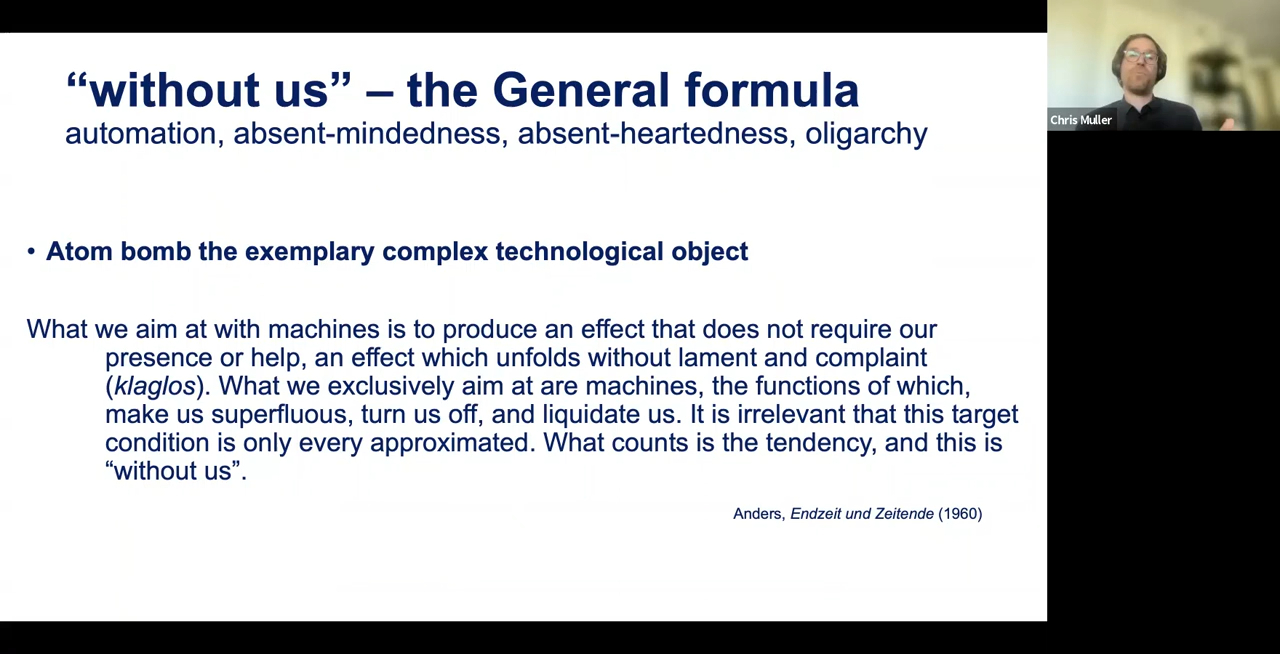 “without us” – the General formula
automation, absent-mindedness, absent-heartedness, oligarchy
Chris Muller
• Atom bomb the exemplary complex technological object
What we aim at with machines is to produce an effect that does not require our
presence or help, an effect which unfolds without lament and complaint
(klaglos). What we exclusively aim at are machines, the functions of which,
make us superfluous, turn us off, and liquidate us. It is irrelevant that this target
condition is only every approximated. What counts is the tendency, and this is
“without us”.
Anders, Endzeit und Zeitende (1960)